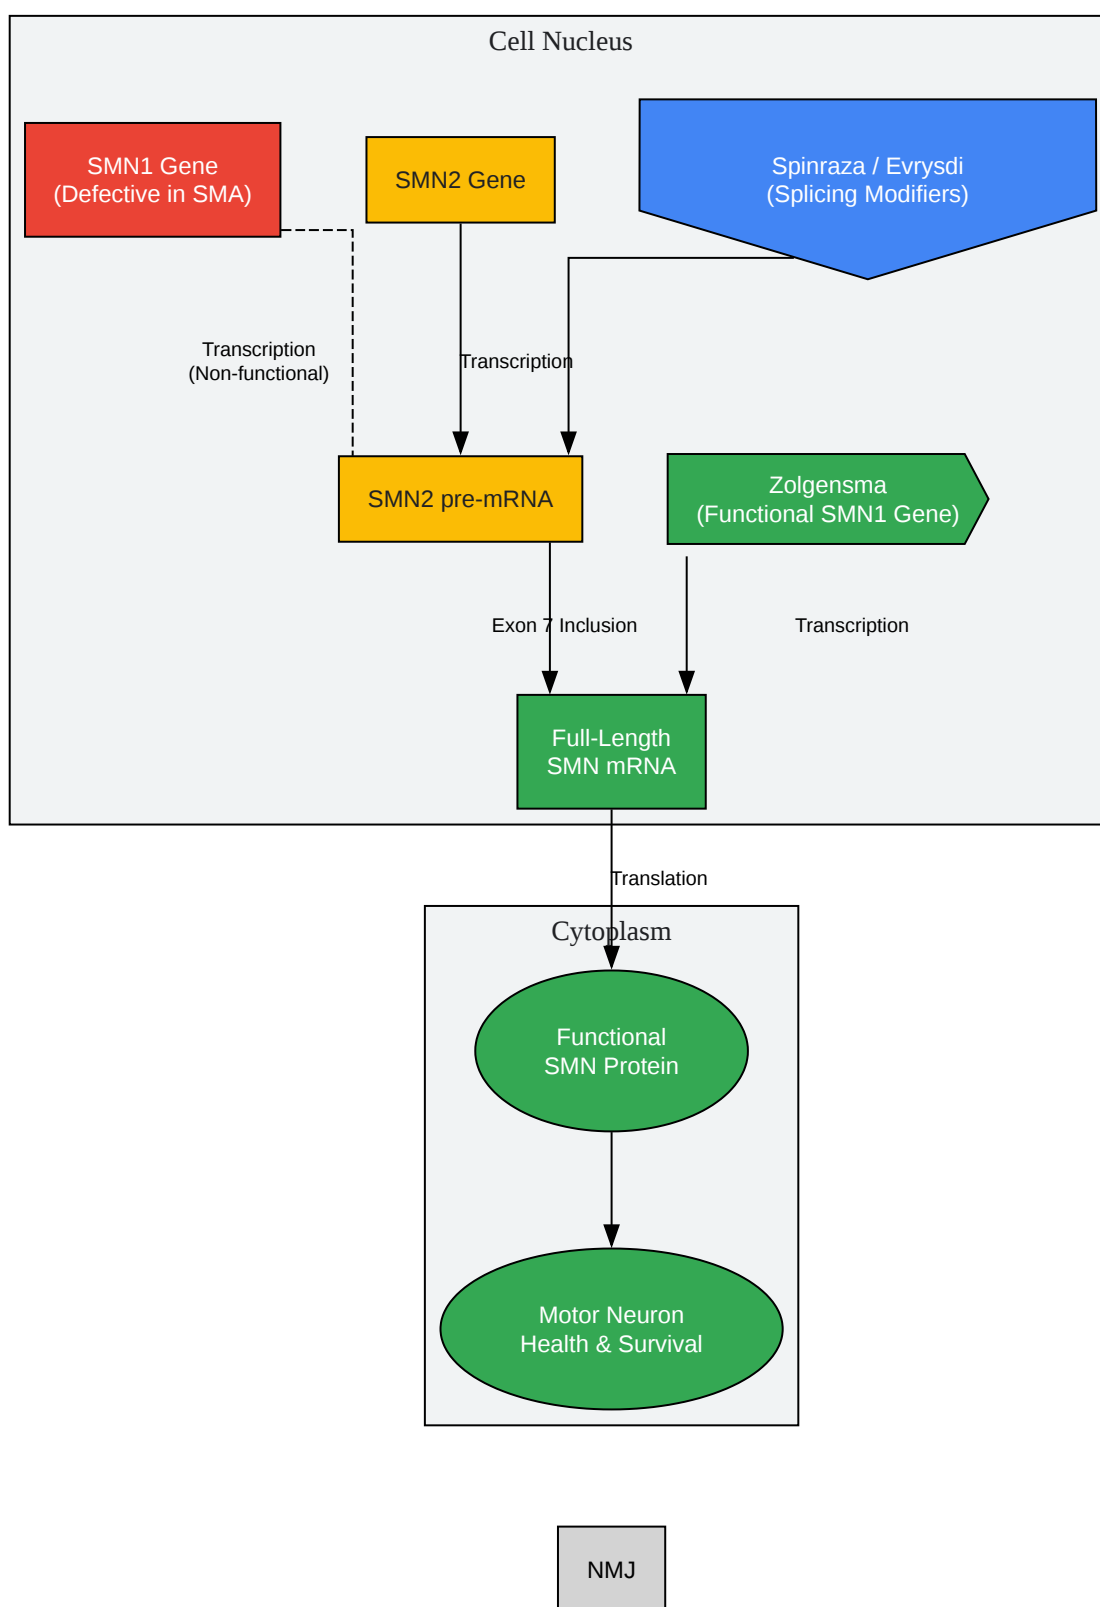 Cell Nucleus
SMN1 Gene
(Defective in SMA)
SMN2 Gene
Spinraza / Evrysdi
(Splicing Modifiers)
Transcription
(Non-functional)
Transcription
SMN2 pre-mRNA
Zolgensma
(Functional SMN1 Gene)
Exon 7 Inclusion
Transcription
Full-Length
SMN mRNA
Translation
Cytoplasm
Functional
SMN Protein
Motor Neuron
Health & Survival
NMJ